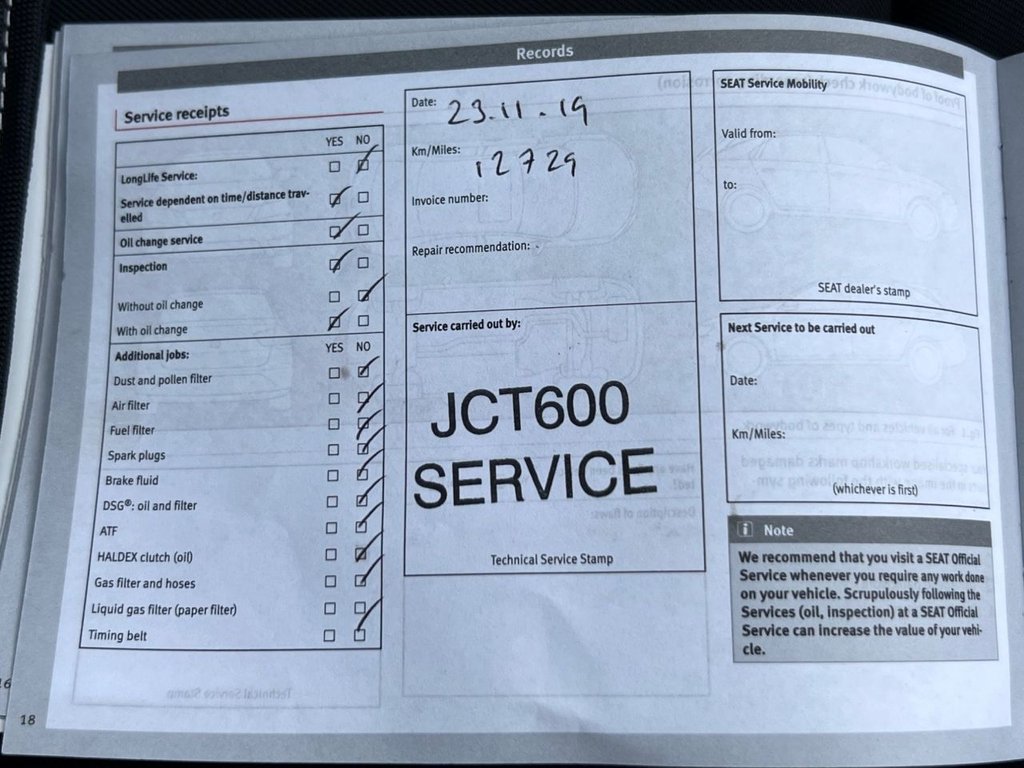 Records
Service receipts
YES NO
LongLife Service:
Service dependent on time/distance trav-
elled
Oil change service
Inspection
Without oil change
With oil change
Additional jobs:
YES NO
Dust and pollen filter
Air filter
Fuel filter
Spark plugs
Brake fluid
DSG®: oil and filter
ATF
HALDEX clutch (oil)
Gas filter and hoses
Liquid gas filter (paper filter)
Timing belt
Date: 23.11.19
Km/Miles: 12729
Invoice number:
Repair recommendation:
Service carried out by:
JCT600
SERVICE
Technical Service Stamp
SEAT Service Mobility
Valid from:
to:
SEAT dealer's stamp
Next Service to be carried out
Date:
Km/Miles:
(whichever is first)
Note
We recommend that you visit a SEAT Official
Service whenever you require any work done
on your vehicle. Scrupulously following the
Services (oil, inspection) at a SEAT Official
Service can increase the value of your vehi-
cle.
18